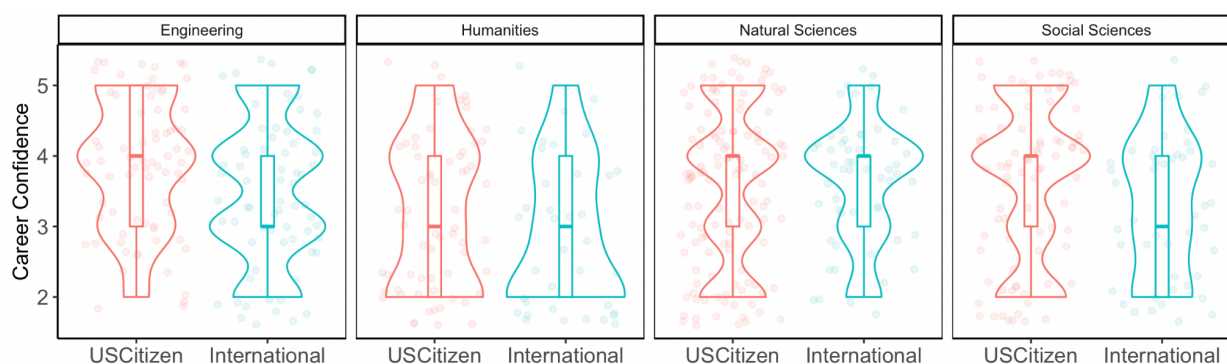 Engineering Humanities Natural Sciences Social Sciences
Career Confidence
5
4
3
2
USCitizen International USCitizen International USCitizen International USCitizen International